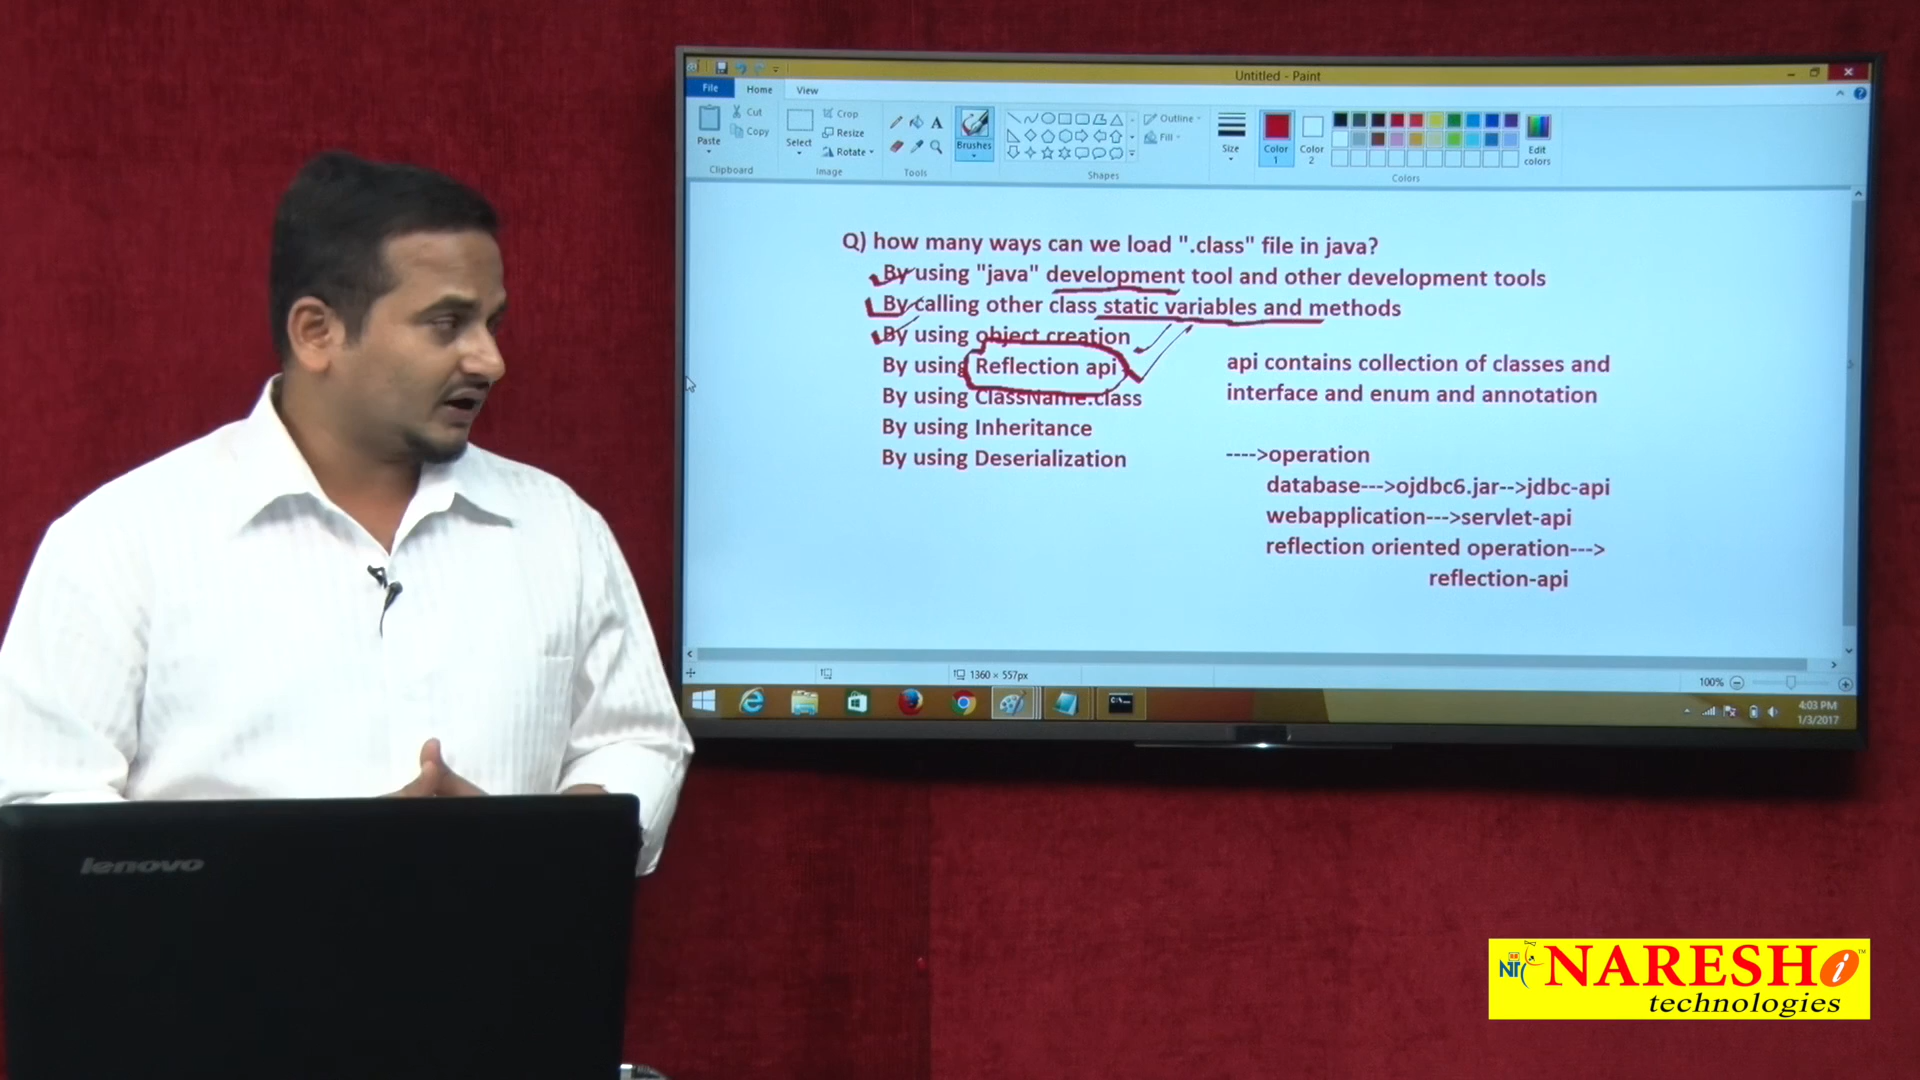 Untitled - Paint
File Home View
Paste
Cut
Copy
Clipboard
Select
Crop
Resize
Rotate
Image
A
Tools
Brushes
Outline
Fill
Shapes
Size
Color 1
Color 2
Edit colors
Colors
Q) how many ways can we load ".class" file in java?
By using "java" development tool and other development tools
By calling other class static variables and methods
By using object creation
By using Reflection api
By using ClassName.class
By using Inheritance
By using Deserialization
api contains collection of classes and
interface and enum and annotation
---->operation
database--->ojdbc6.jar-->jdbc-api
webapplication--->servlet-api
reflection oriented operation--->
reflection-api
1360 × 557px
100%
4:03 PM
1/3/2017
lenovo
NARESH i
technologies